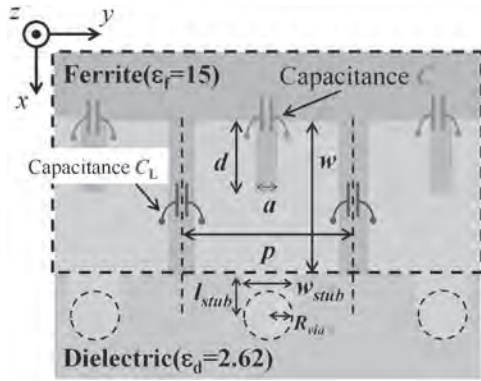 z
y
x
Ferrite(εf=15)
Capacitance C
d
w
Capacitance CL
a
p
lstub
wstub
Rvia
Dielectric(εd=2.62)